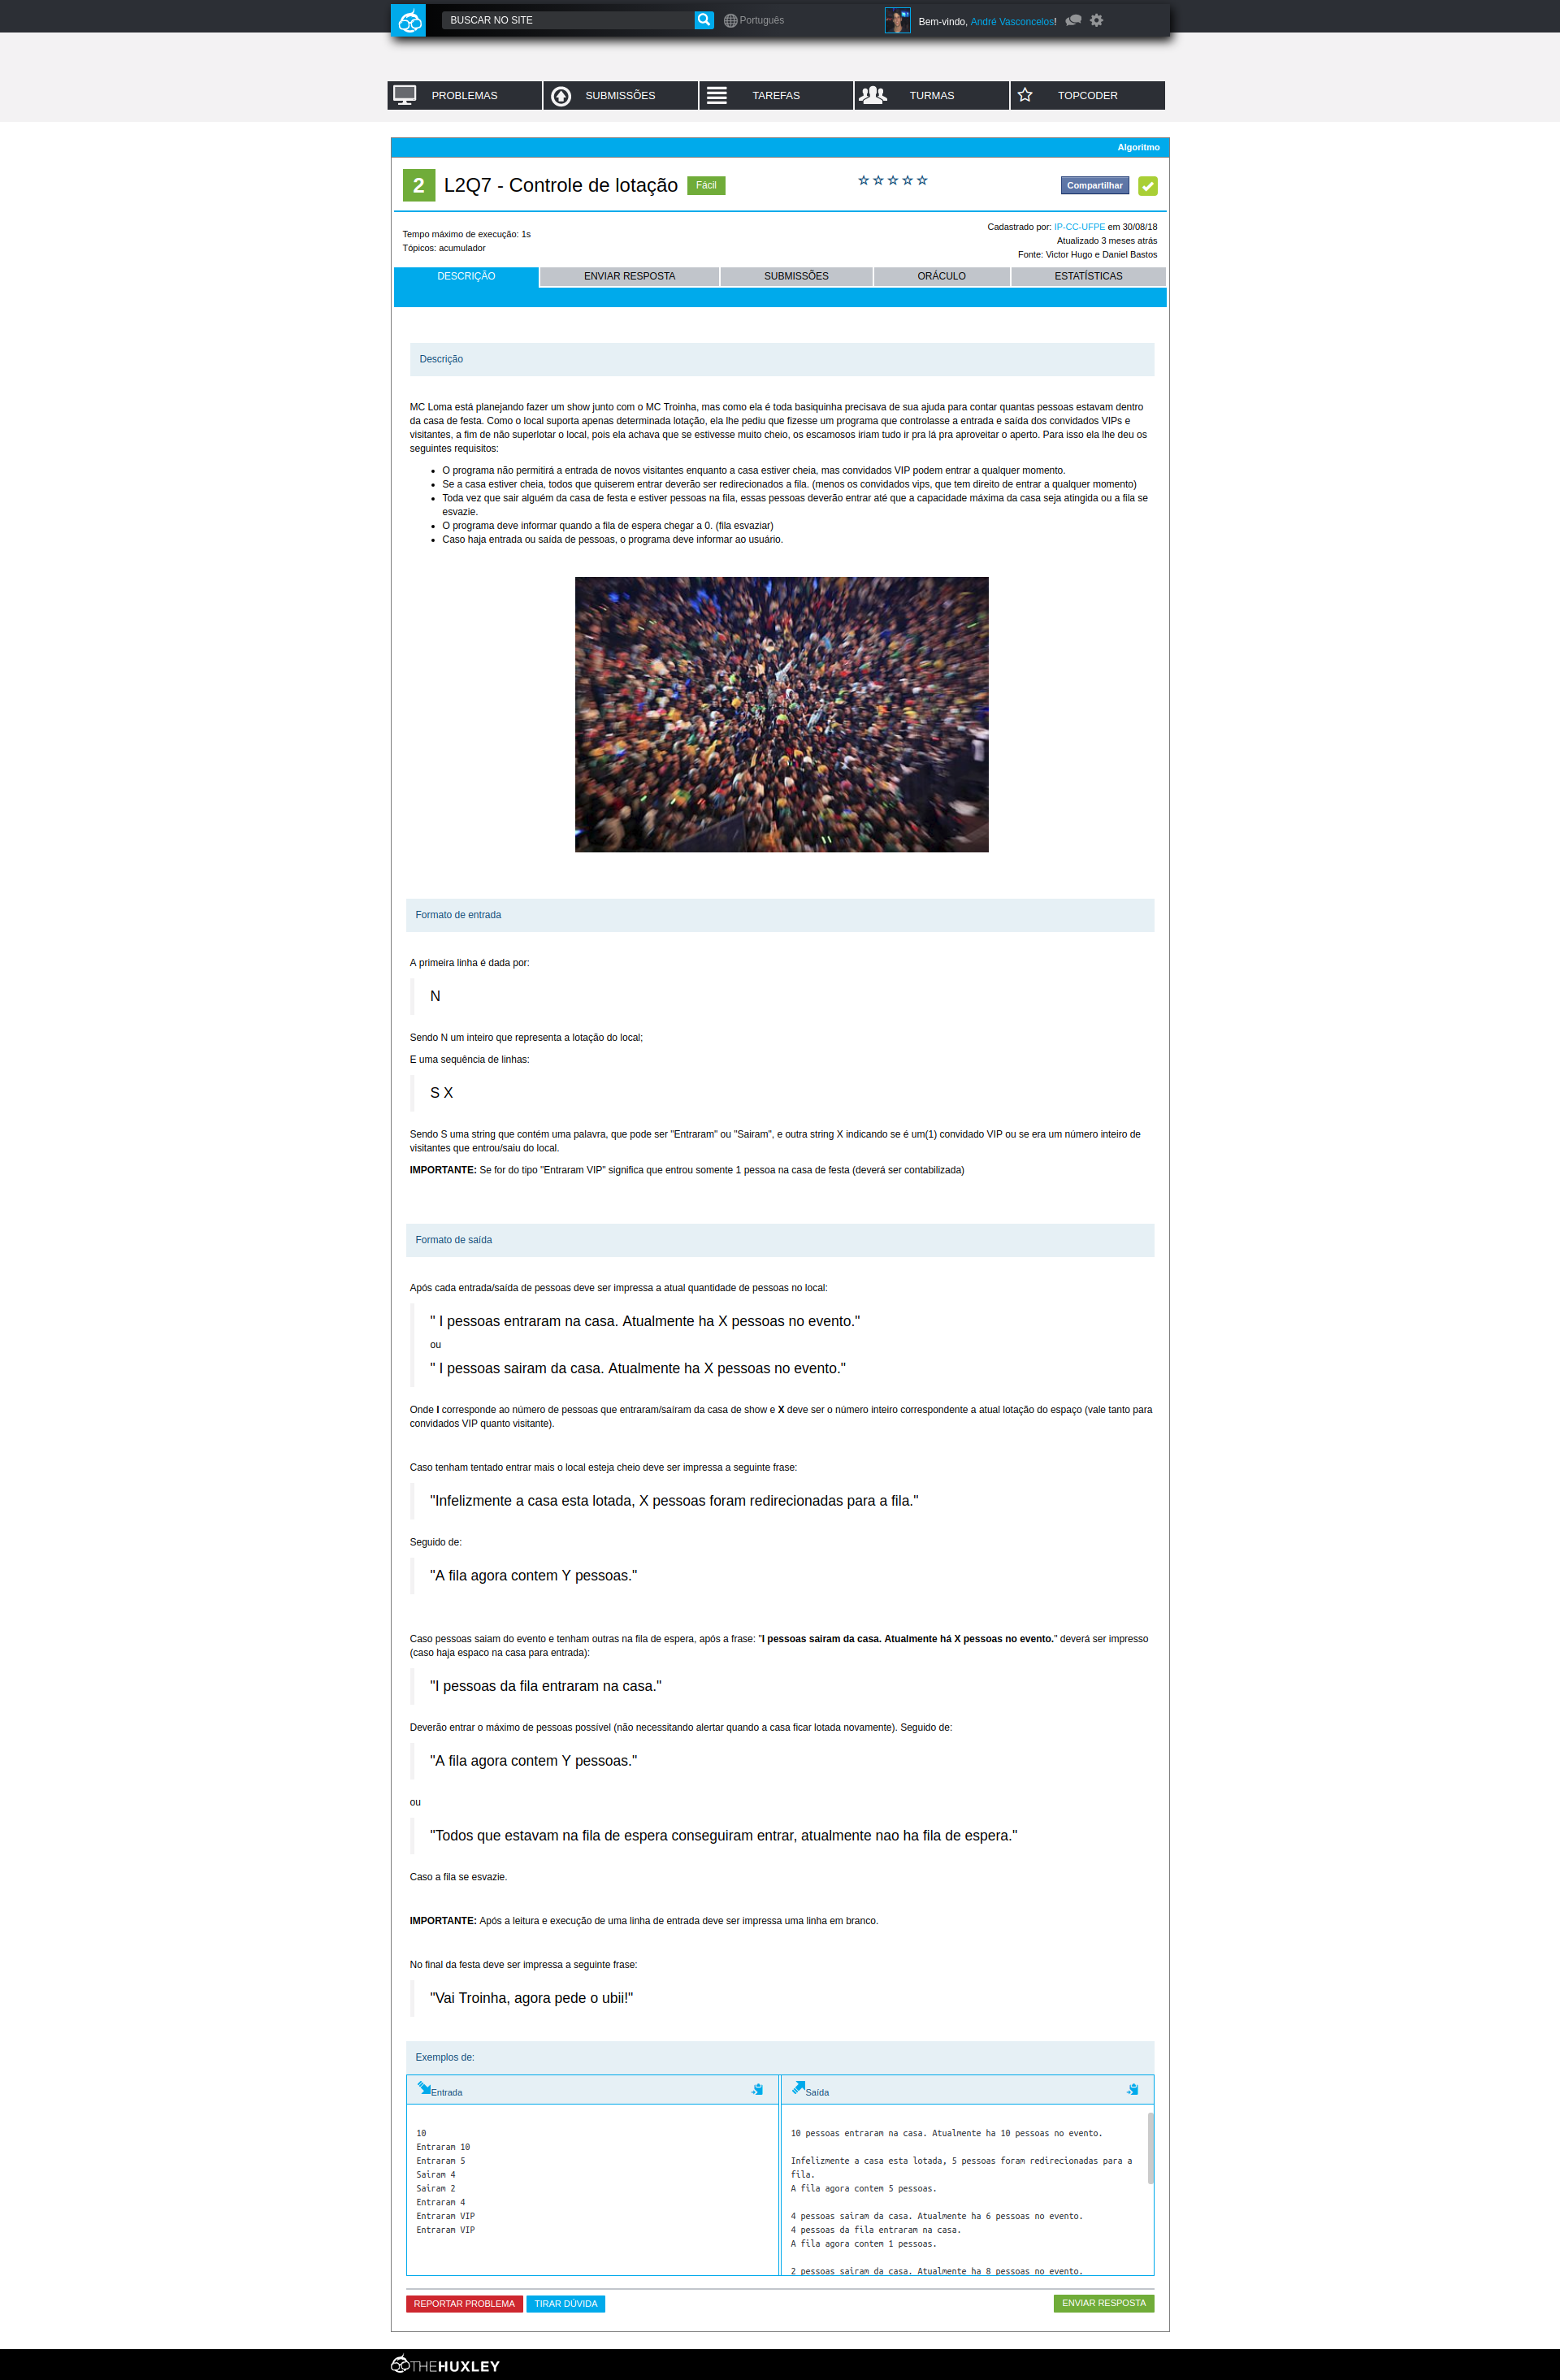 BUSCAR NO SITE
Português
Bem-vindo, André Vasconcelos!
PROBLEMAS
SUBMISSÕES
TAREFAS
TURMAS
TOPCODER
Algoritmo
2
L2Q7 - Controle de lotação
Fácil
Compartilhar
Tempo máximo de execução: 1s
Tópicos: acumulador
Cadastrado por: IP-CC-UFPE em 30/08/18
Atualizado 3 meses atrás
Fonte: Victor Hugo e Daniel Bastos
DESCRIÇÃO
ENVIAR RESPOSTA
SUBMISSÕES
ORÁCULO
ESTATÍSTICAS
Descrição
MC Loma está planejando fazer um show junto com o MC Troinha, mas como ela é toda basiquinha precisava de sua ajuda para contar quantas pessoas estavam dentro
da casa de festa. Como o local suporta apenas determinada lotação, ela lhe pediu que fizesse um programa que controlasse a entrada e saída dos convidados VIPs e
visitantes, a fim de não superlotar o local, pois ela achava que se estivesse muito cheio, os escamosos iriam tudo ir pra lá pra aproveitar o aperto. Para isso ela lhe deu os
seguintes requisitos:
• O programa não permitirá a entrada de novos visitantes enquanto a casa estiver cheia, mas convidados VIP podem entrar a qualquer momento.
• Se a casa estiver cheia, todos que quiserem entrar deverão ser redirecionados a fila. (menos os convidados vips, que tem direito de entrar a qualquer momento)
• Toda vez que sair alguém da casa de festa e estiver pessoas na fila, essas pessoas deverão entrar até que a capacidade máxima da casa seja atingida ou a fila se
esvazie.
• O programa deve informar quando a fila de espera chegar a 0. (fila esvaziar)
• Caso haja entrada ou saída de pessoas, o programa deve informar ao usuário.
Formato de entrada
A primeira linha é dada por:
N
Sendo N um inteiro que representa a lotação do local;
E uma sequência de linhas:
S X
Sendo S uma string que contém uma palavra, que pode ser "Entraram" ou "Sairam", e outra string X indicando se é um(1) convidado VIP ou se era um número inteiro de
visitantes que entrou/saiu do local.
IMPORTANTE: Se for do tipo "Entraram VIP" significa que entrou somente 1 pessoa na casa de festa (deverá ser contabilizada)
Formato de saída
Após cada entrada/saída de pessoas deve ser impressa a atual quantidade de pessoas no local:
" I pessoas entraram na casa. Atualmente ha X pessoas no evento."
ou
" I pessoas sairam da casa. Atualmente ha X pessoas no evento."
Onde I corresponde ao número de pessoas que entraram/saíram da casa de show e X deve ser o número inteiro correspondente a atual lotação do espaço (vale tanto para
convidados VIP quanto visitante).
Caso tenham tentado entrar mais o local esteja cheio deve ser impressa a seguinte frase:
"Infelizmente a casa esta lotada, X pessoas foram redirecionadas para a fila."
Seguido de:
"A fila agora contem Y pessoas."
Caso pessoas saiam do evento e tenham outras na fila de espera, após a frase: "I pessoas sairam da casa. Atualmente há X pessoas no evento." deverá ser impresso
(caso haja espaco na casa para entrada):
"I pessoas da fila entraram na casa."
Deverão entrar o máximo de pessoas possível (não necessitando alertar quando a casa ficar lotada novamente). Seguido de:
"A fila agora contem Y pessoas."
ou
"Todos que estavam na fila de espera conseguiram entrar, atualmente nao ha fila de espera."
Caso a fila se esvazie.
IMPORTANTE: Após a leitura e execução de uma linha de entrada deve ser impressa uma linha em branco.
No final da festa deve ser impressa a seguinte frase:
"Vai Troinha, agora pede o ubii!"
Exemplos de:
Entrada
10
Entraram 10
Entraram 5
Sairam 4
Sairam 2
Entraram 4
Entraram VIP
Entraram VIP
Saída
10 pessoas entraram na casa. Atualmente ha 10 pessoas no evento.
Infelizmente a casa esta lotada, 5 pessoas foram redirecionadas para a
fila.
A fila agora contem 5 pessoas.
4 pessoas sairam da casa. Atualmente ha 6 pessoas no evento.
4 pessoas da fila entraram na casa.
A fila agora contem 1 pessoas.
2 pessoas sairam da casa. Atualmente ha 8 pessoas no evento.
REPORTAR PROBLEMA
TIRAR DÚVIDA
ENVIAR RESPOSTA
THEHUXLEY